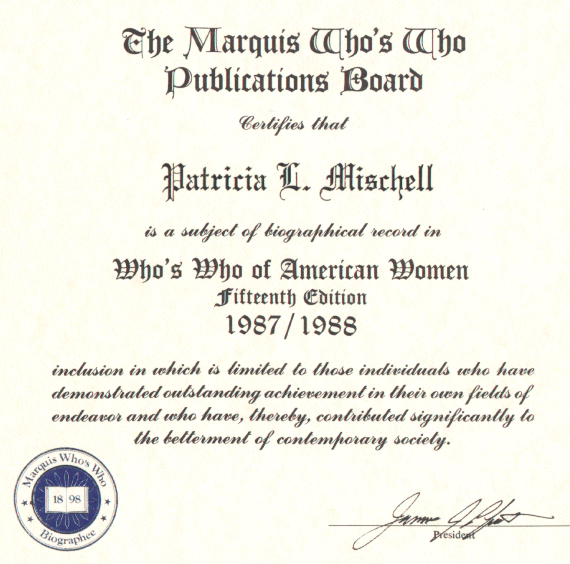 The Marquis Who's Who
Publications Board
Certifies that
Patricia L. Mischell
is a subject of biographical record in
Who's Who of American Women
Fifteenth Edition
1987/1988
inclusion in which is limited to those individuals who have
demonstrated outstanding achievement in their own fields of
endeavor and who have, thereby, contributed significantly to
the betterment of contemporary society.
Marquis Who's Who
18 98
Biographee
President